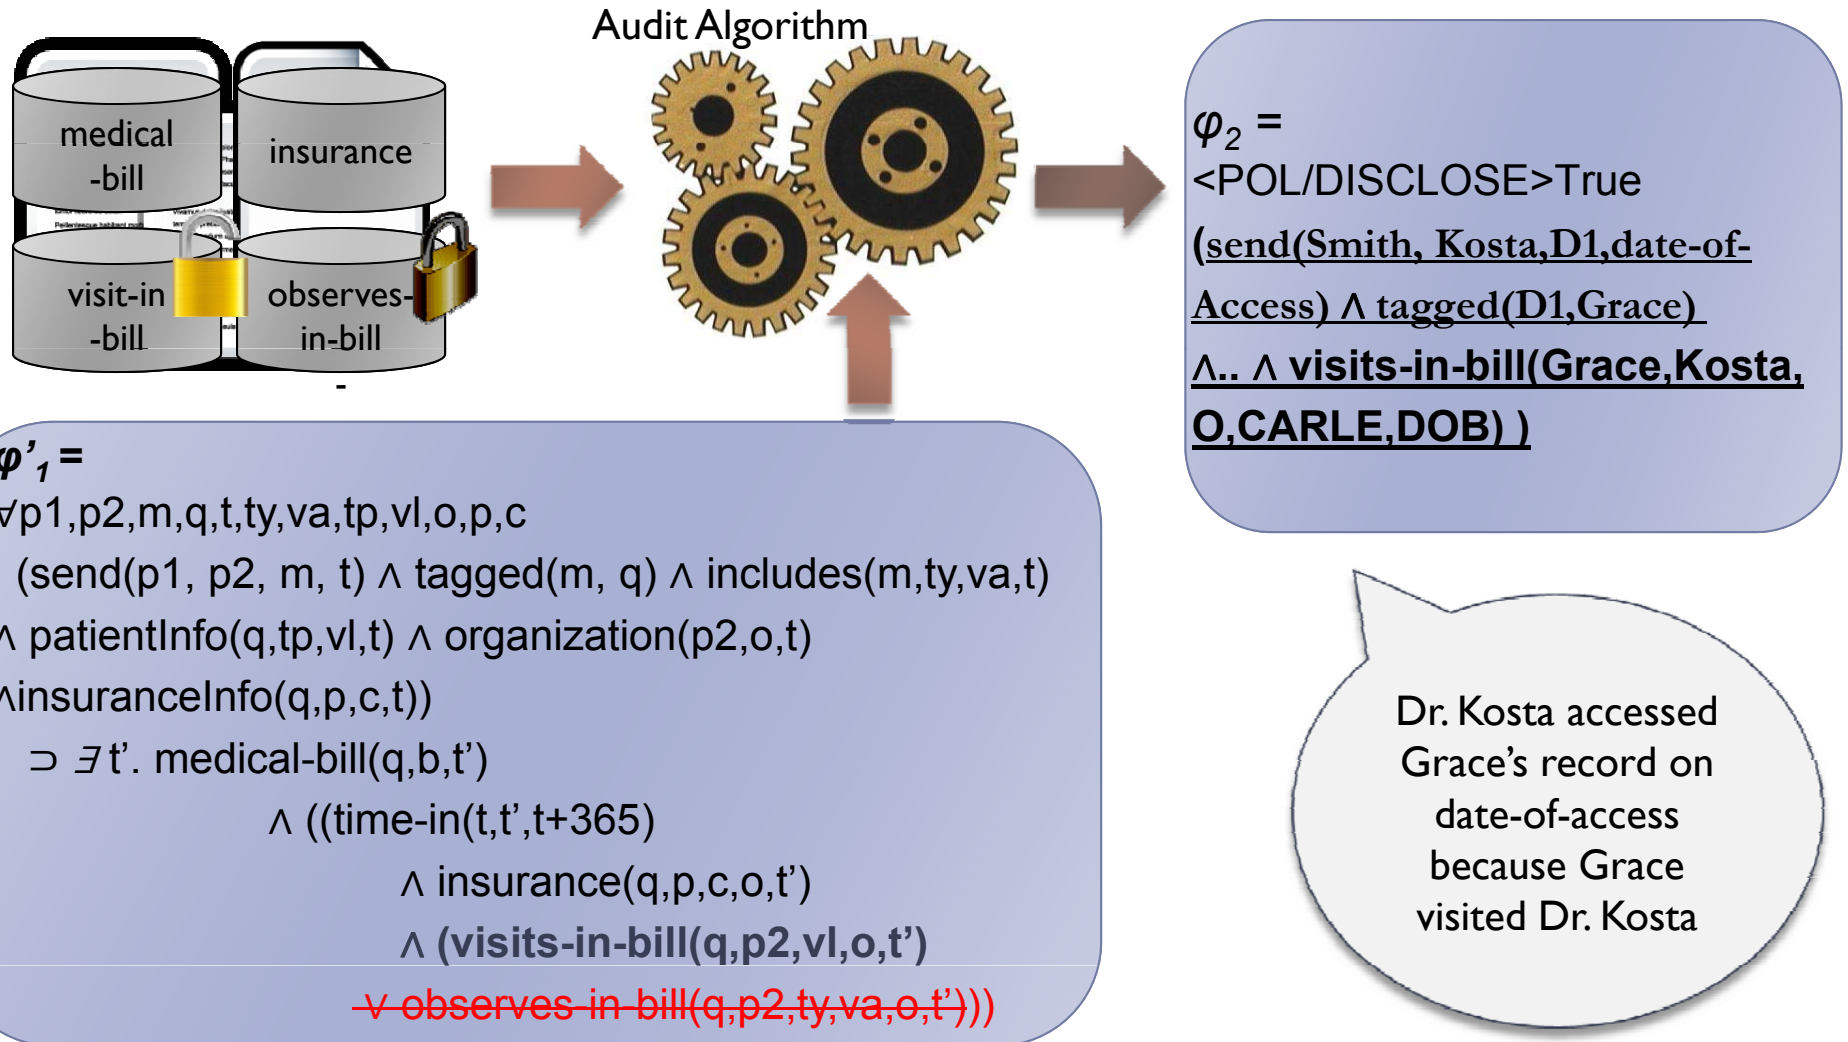 Audit Algorithm
medical
-bill
insurance
visit-in
-bill
observes-
in-bill
-
φ₂ =
<POL/DISCLOSE>True
(send(Smith, Kosta,D1,date-of-
Access) ∧ tagged(D1,Grace)
∧.. ∧ visits-in-bill(Grace,Kosta,
O,CARLE,DOB) )
φ’₁ =
∀p1,p2,m,q,t,ty,va,tp,vl,o,p,c
(send(p1, p2, m, t) ∧ tagged(m, q) ∧ includes(m,ty,va,t)
∧ patientInfo(q,tp,vl,t) ∧ organization(p2,o,t)
∧insuranceInfo(q,p,c,t))
⊃ ∃ t’. medical-bill(q,b,t’)
∧ ((time-in(t,t’,t+365)
∧ insurance(q,p,c,o,t’)
∧ (visits-in-bill(q,p2,vl,o,t’)
∨ observes-in-bill(q,p2,ty,va,o,t’)))
Dr. Kosta accessed
Grace’s record on
date-of-access
because Grace
visited Dr. Kosta